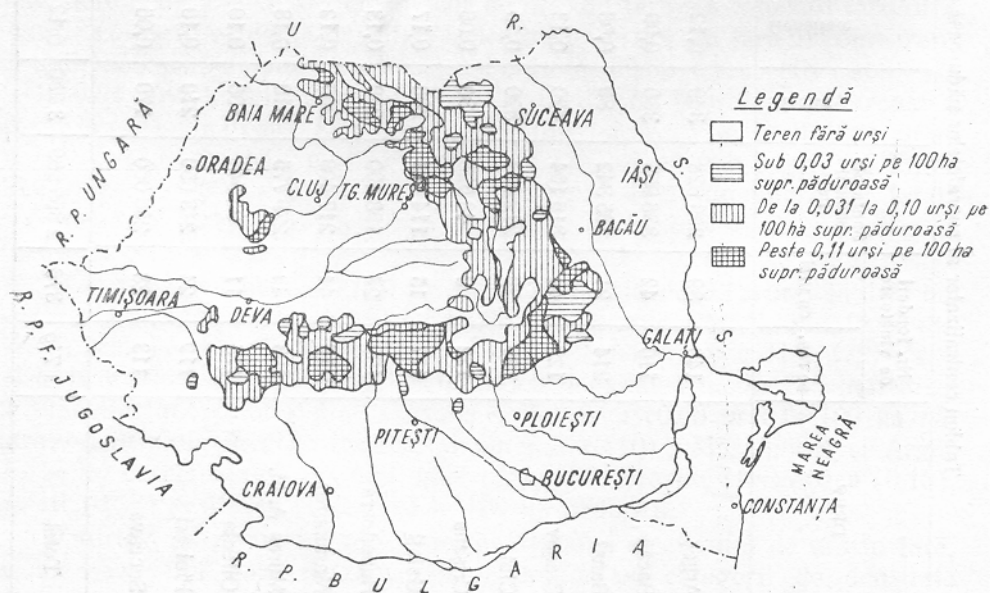 U
R.
S.
S.
R. P. UNGARĂ
R. P. F. JUGOSLAVIA
R P BULGARIA
MAREA
NEAGRĂ
BAIA MARE
SUCEAVA
ORADEA
CLUJ
TG. MUREȘ
IĂȘI
BACĂU
TIMIȘOARA
DEVA
GALAȚI
PLOIEȘTI
PITEȘTI
BUCUREȘTI
CRAIOVA
CONSTANȚA
Legendă
Teren fără urși
Șub 0,03 urși pe 100 ha
supr. păduroasă
De la 0,031 la 0,10 urși pe
100 ha supr. păduroasă
Peste 0,11 urși pe 100 ha
supr. păduroasă